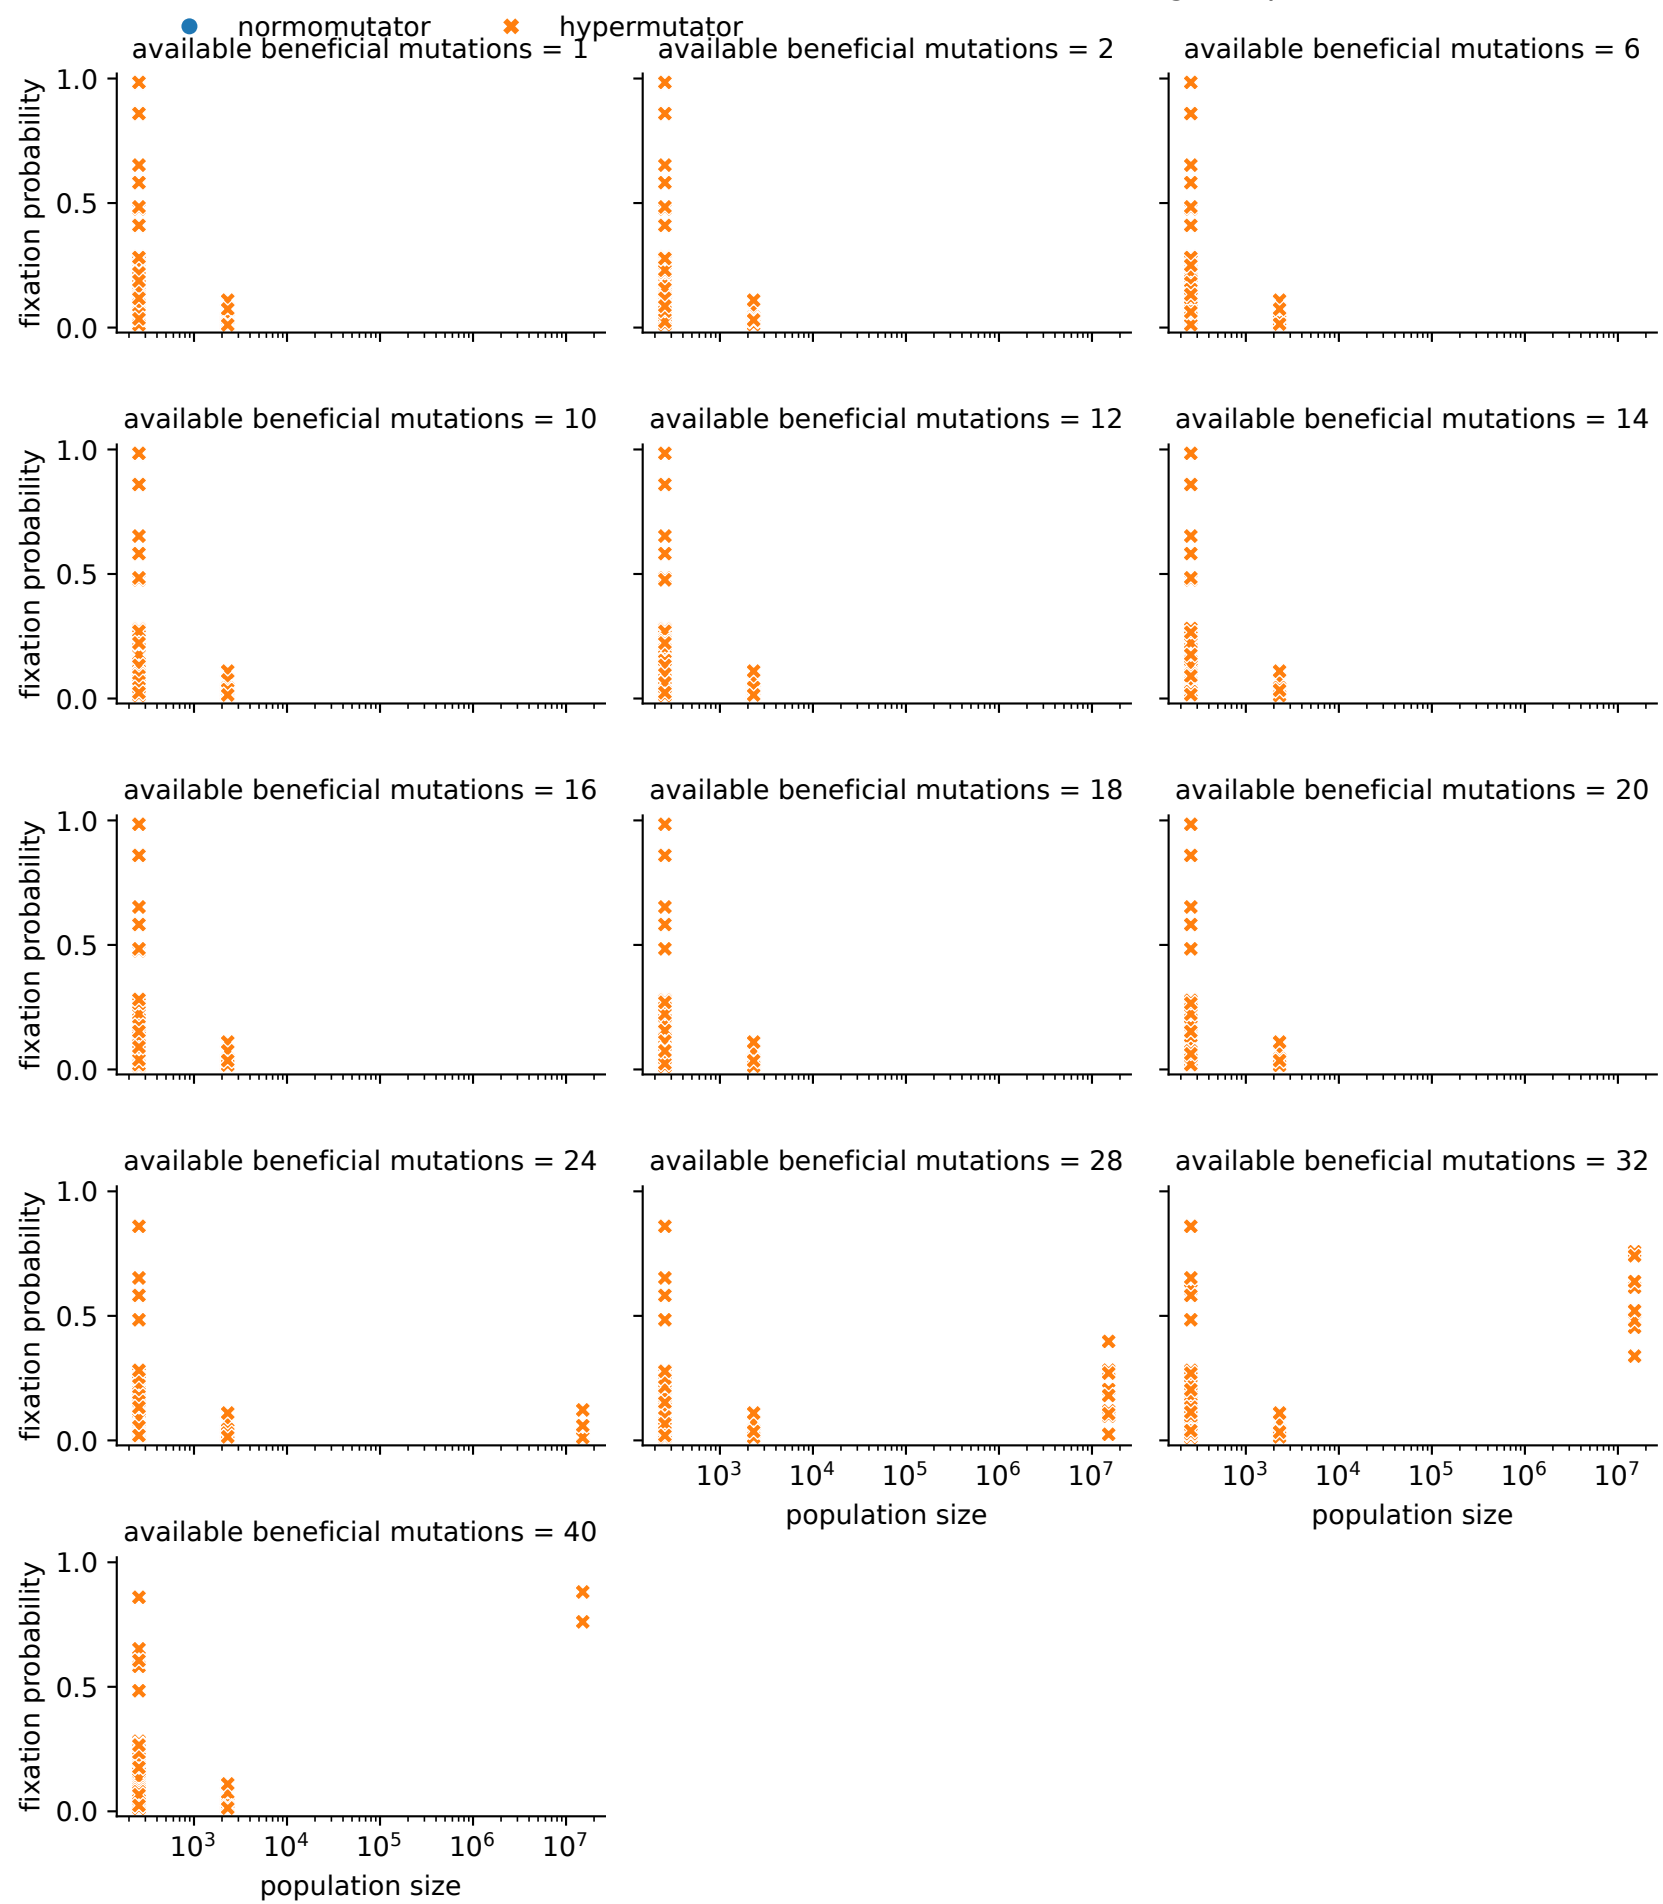 normomutator hypermutator
available beneficial mutations = 1 available beneficial mutations = 2 available beneficial mutations = 6
fixation probability
1.0
0.5
0.0
available beneficial mutations = 10 available beneficial mutations = 12 available beneficial mutations = 14
fixation probability
1.0
0.5
0.0
available beneficial mutations = 16 available beneficial mutations = 18 available beneficial mutations = 20
fixation probability
1.0
0.5
0.0
available beneficial mutations = 24 available beneficial mutations = 28 available beneficial mutations = 32
fixation probability
1.0
0.5
0.0
10³ 10⁴ 10⁵ 10⁶ 10⁷ 10³ 10⁴ 10⁵ 10⁶ 10⁷
population size population size
available beneficial mutations = 40
fixation probability
1.0
0.5
0.0
10³ 10⁴ 10⁵ 10⁶ 10⁷
population size